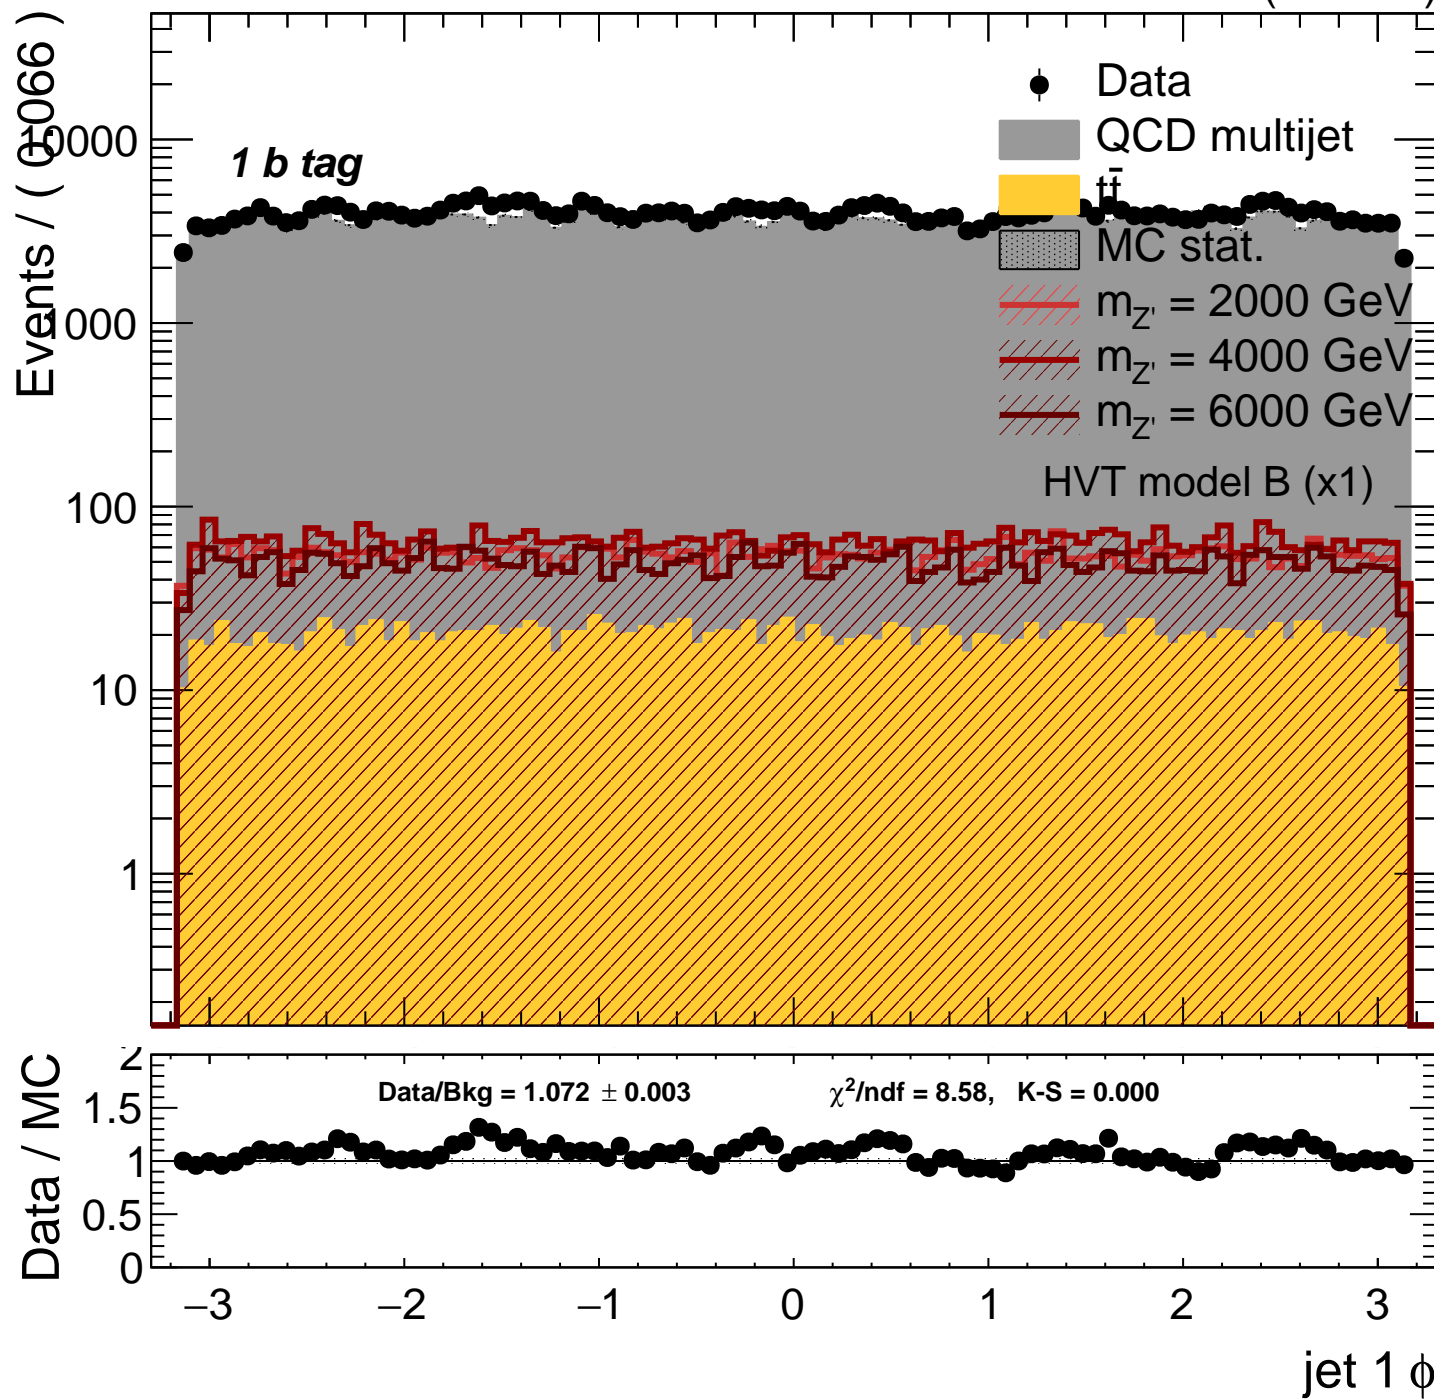 Events / ( 0.066 )
10000
1000
100
10
1
1 b tag
Data
QCD multijet
tt̄
MC stat.
m_Z' = 2000 GeV
m_Z' = 4000 GeV
m_Z' = 6000 GeV
HVT model B (x1)
Data / MC
2
1.5
1
0.5
0
Data/Bkg = 1.072 ± 0.003 χ²/ndf = 8.58, K-S = 0.000
−3 −2 −1 0 1 2 3
jet 1 ϕ